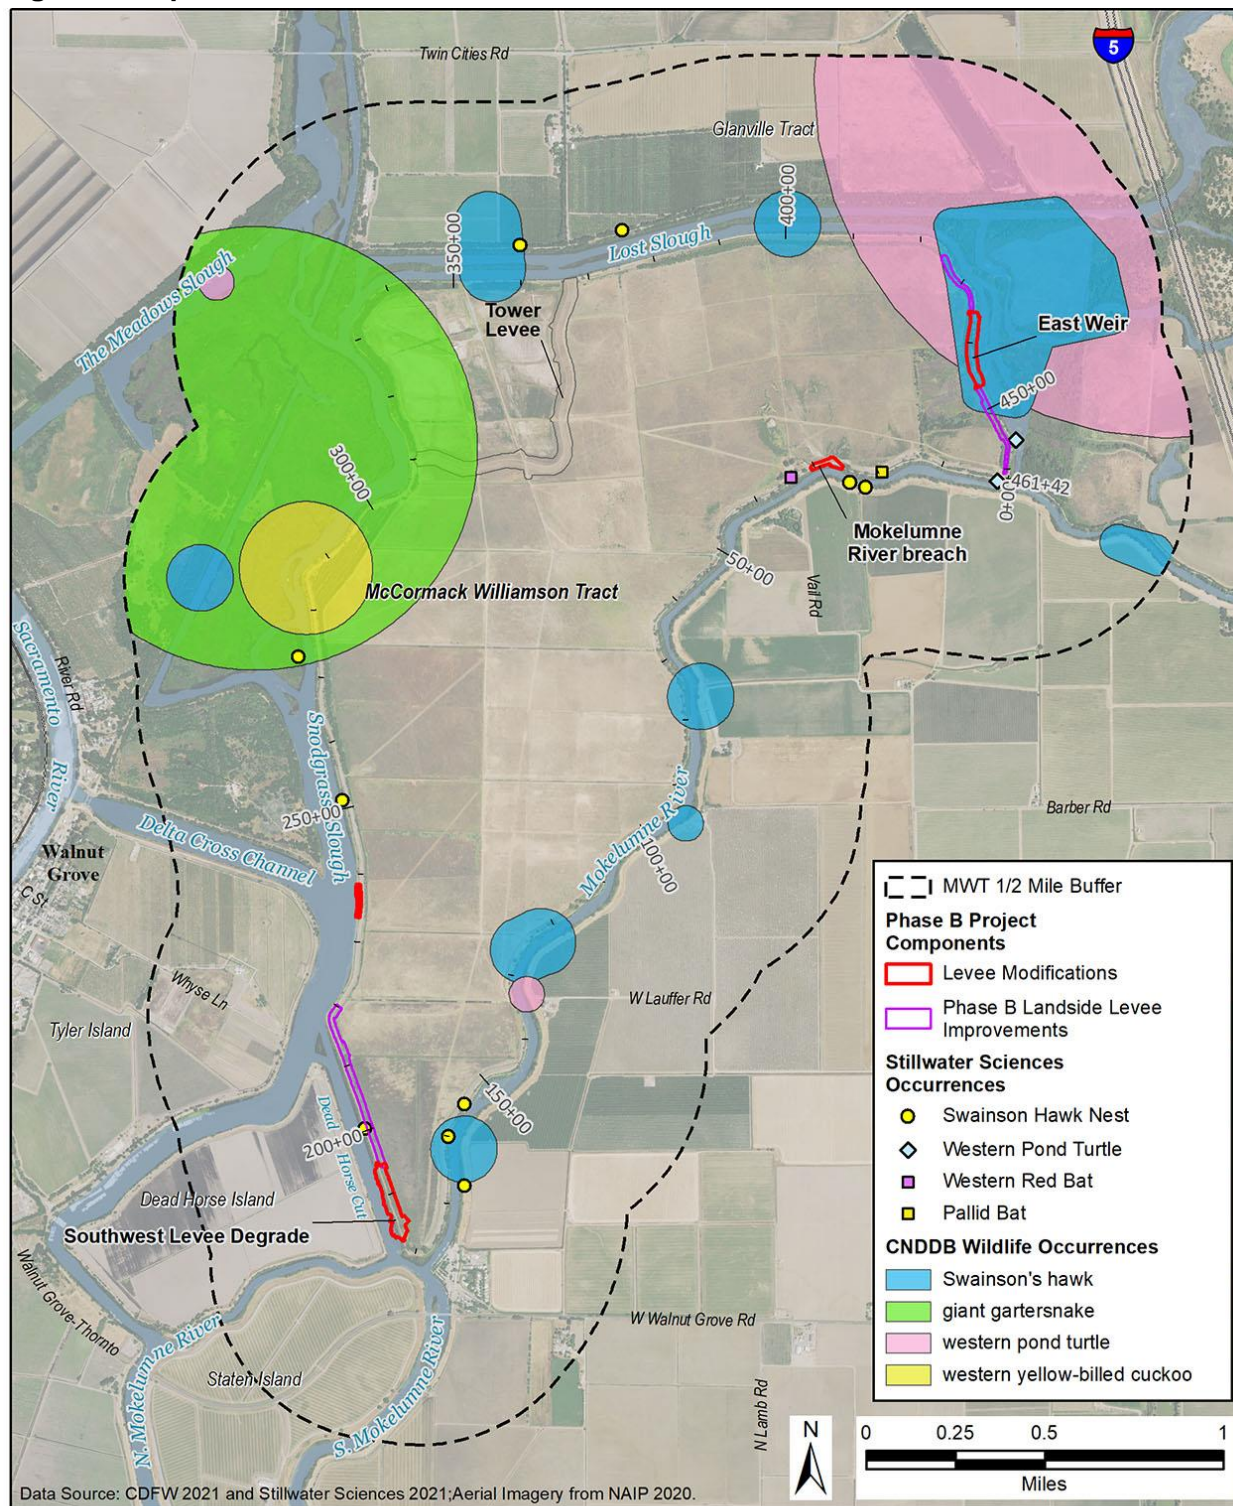 Twin Cities Rd
5
Glanville Tract
400+00
350+00
Lost Slough
The Meadows Slough
Tower
Levee
East Weir
450+00
300+00
461+42
0+00
Mokelumne
River breach
50+00
Vail Rd
McCormack Williamson Tract
Sacramento River
River Rd
Snodgrass Slough
250+00
Delta Cross Channel
Walnut
Grove
C St
Mokelumne River
100+00
Barber Rd
Whyse Ln
Tyler Island
W Lauffer Rd
150+00
Dead Horse Cut
200+00
Dead Horse Island
Southwest Levee Degrade
Walnut Grove-Thornto
N. Mokelumne River
S. Mokelumne River
Staten Island
W Walnut Grove Rd
N Lamb Rd
MWT 1/2 Mile Buffer
Phase B Project
Components
Levee Modifications
Phase B Landside Levee
Improvements
Stillwater Sciences
Occurrences
Swainson Hawk Nest
Western Pond Turtle
Western Red Bat
Pallid Bat
CNDDB Wildlife Occurrences
Swainson's hawk
giant gartersnake
western pond turtle
western yellow-billed cuckoo
N
0 0.25 0.5 1
Miles
Data Source: CDFW 2021 and Stillwater Sciences 2021;Aerial Imagery from NAIP 2020.